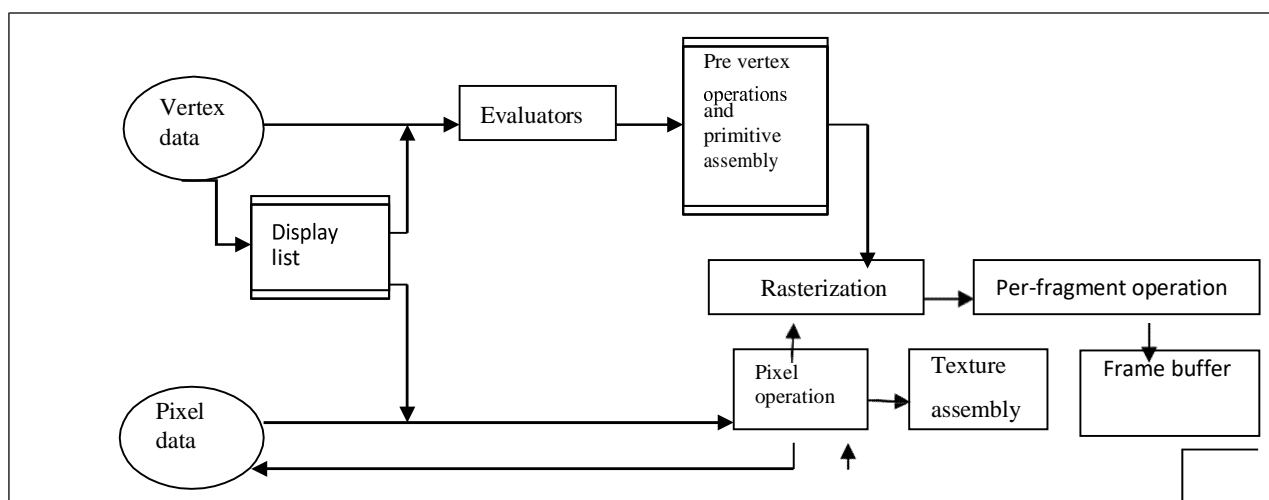 Vertex
data
Evaluators
Pre vertex
operations
and
primitive
assembly
Display
list
Rasterization
Per-fragment operation
Pixel
operation
Texture
assembly
Frame buffer
Pixel
data